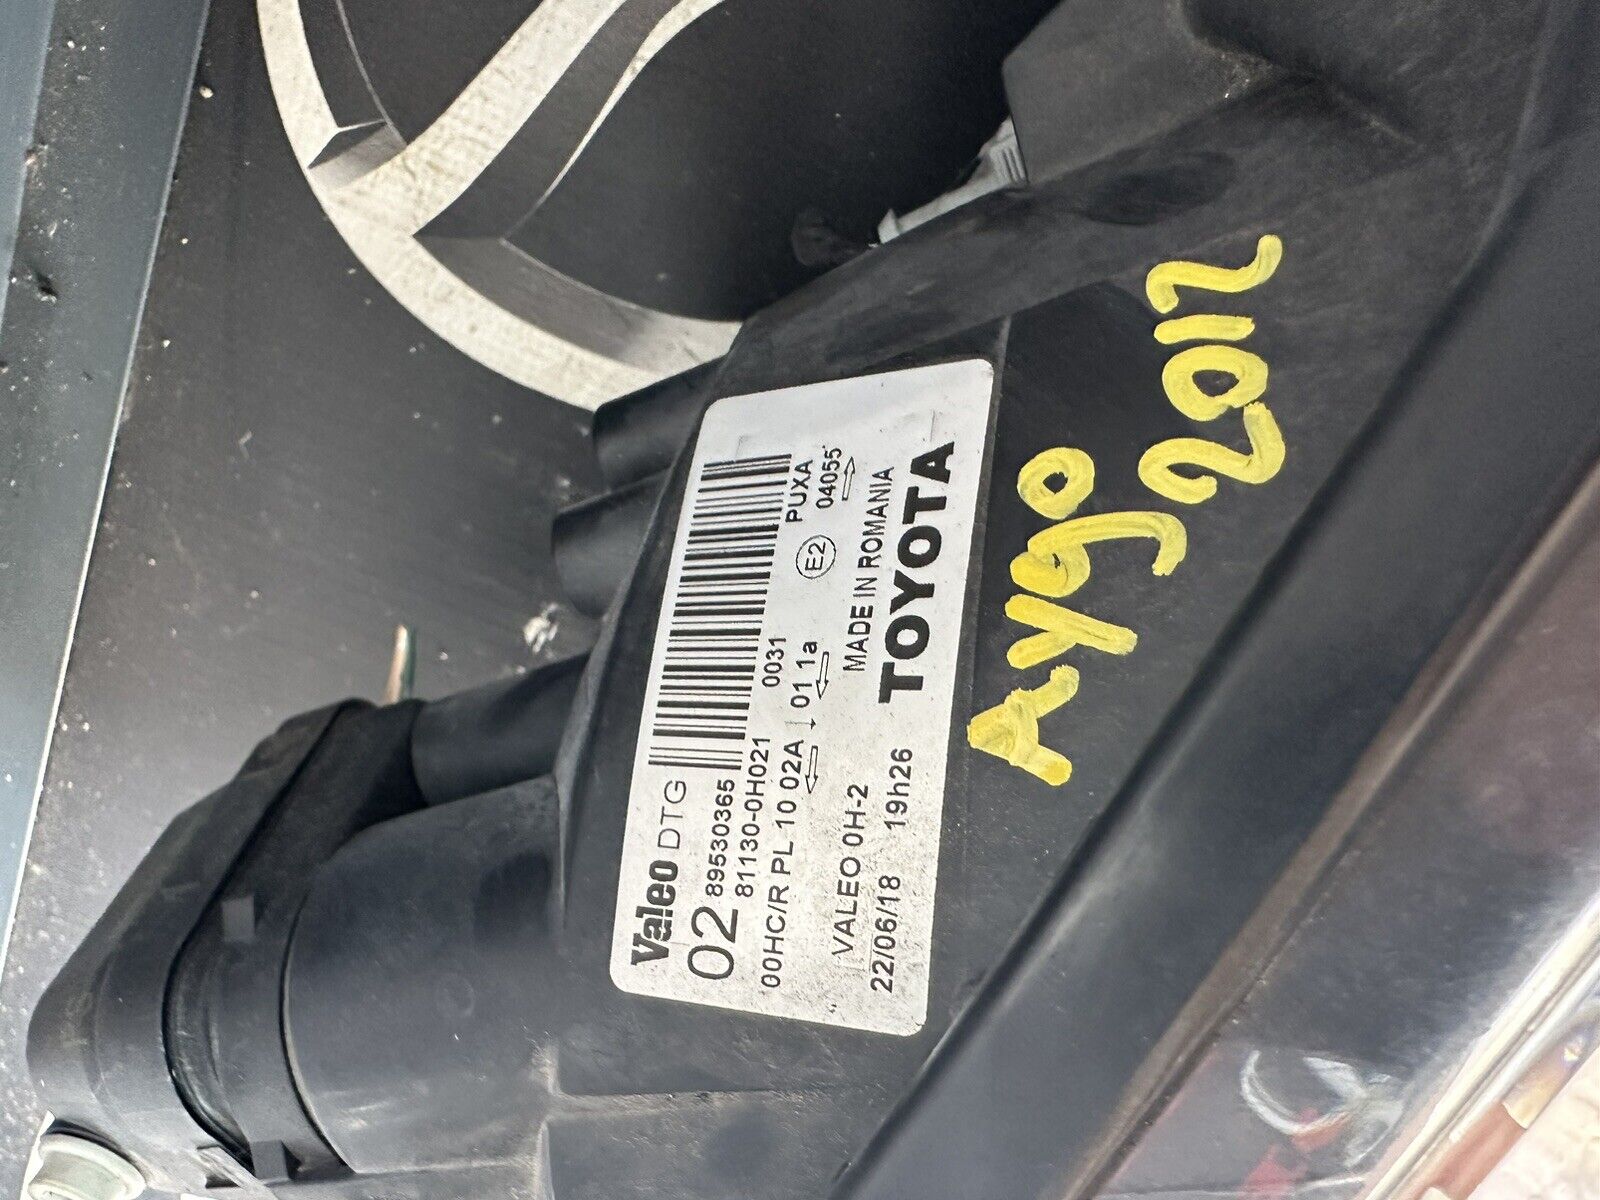 Valeo DTG
02 89530365
81130-0H021 0031 PUXA
00HC/R PL 10 02A 01 1a E2 04055
VALEO 0H-2 MADE IN ROMANIA
22/06/18 19h26 TOYOTA
AYgo 2012